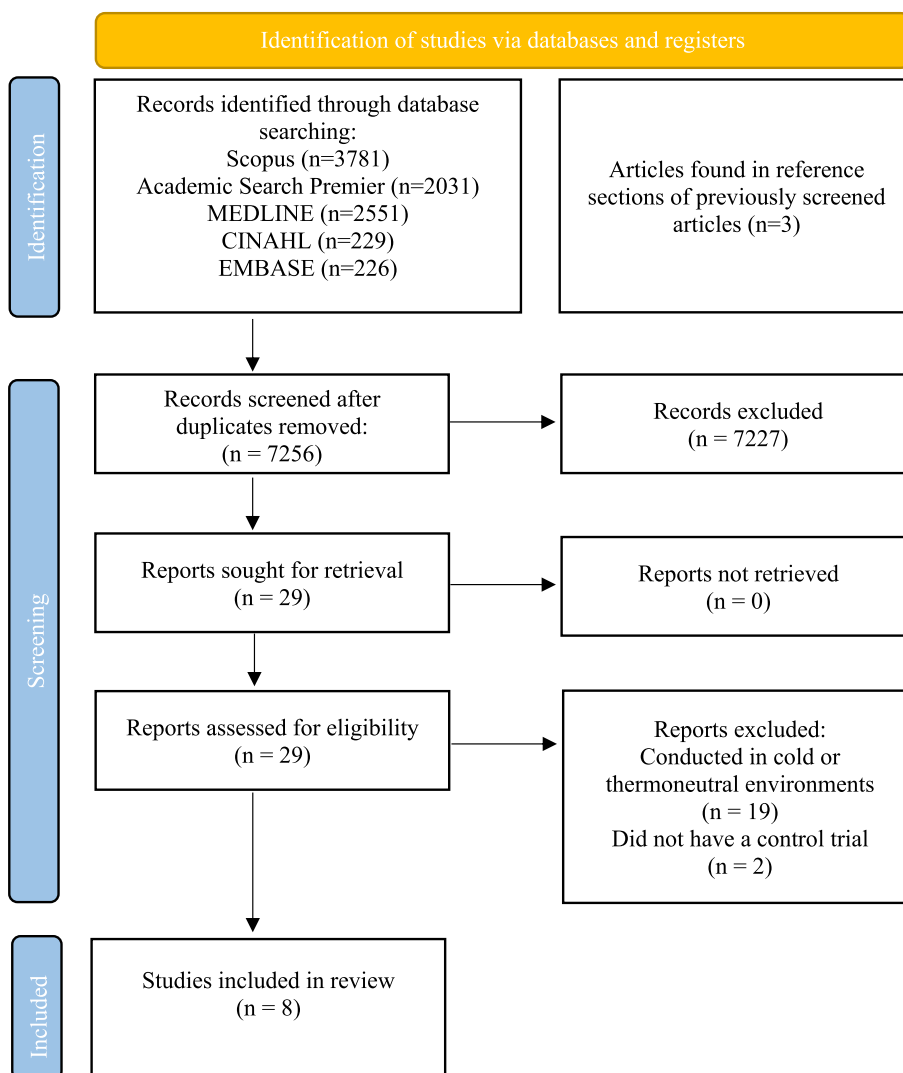 Identification of studies via databases and registers
Identification
Records identified through database
searching:
Scopus (n=3781)
Academic Search Premier (n=2031)
MEDLINE (n=2551)
CINAHL (n=229)
EMBASE (n=226)
Articles found in reference
sections of previously screened
articles (n=3)
Screening
Records screened after
duplicates removed:
(n = 7256)
Records excluded
(n = 7227)
Reports sought for retrieval
(n = 29)
Reports not retrieved
(n = 0)
Reports assessed for eligibility
(n = 29)
Reports excluded:
Conducted in cold or
thermoneutral environments
(n = 19)
Did not have a control trial
(n = 2)
Included
Studies included in review
(n = 8)